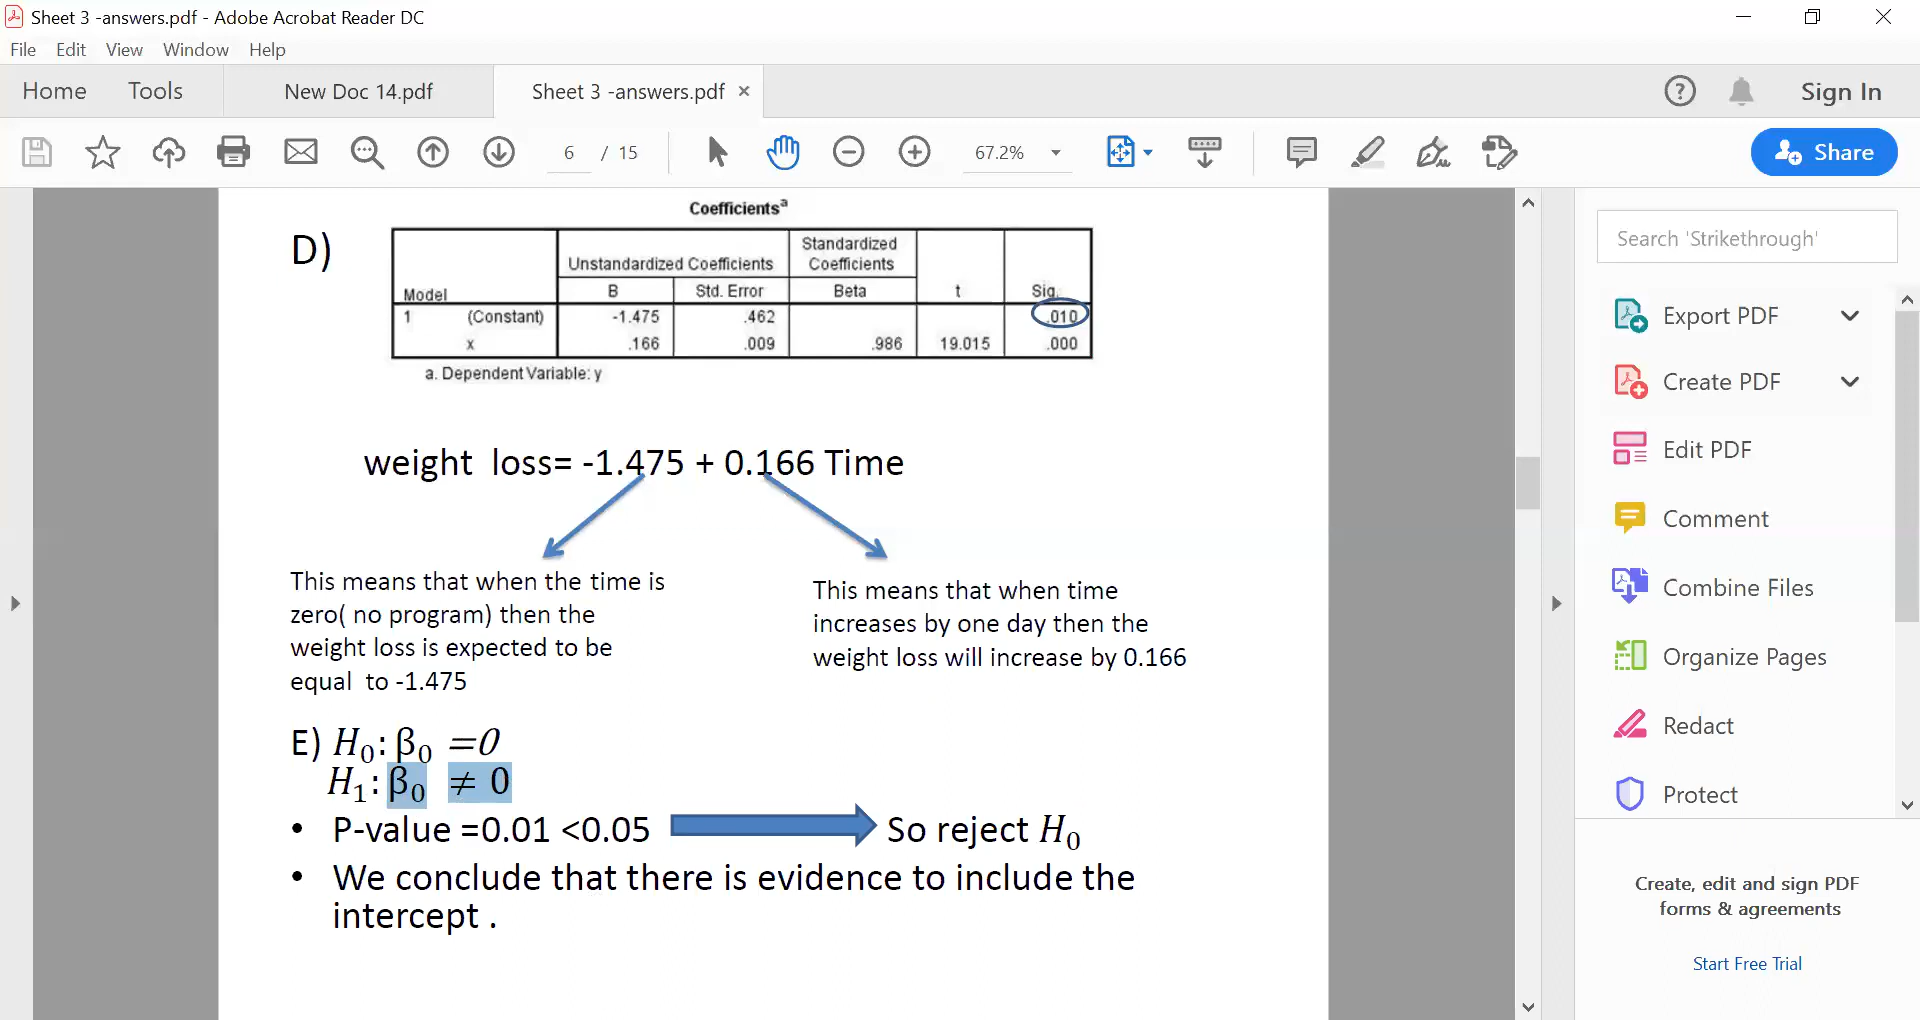 Sheet 3 -answers.pdf - Adobe Acrobat Reader DC
File Edit View Window Help
Home Tools New Doc 14.pdf Sheet 3 -answers.pdf × Sign In
6 / 15 67.2% Share
Coefficientsª
D)
Model Unstandardized Coefficients Standardized Coefficients t Sig.
B Std. Error Beta
1 (Constant) -1.475 .462 .010
x .166 .009 .986 19.015 .000
a. Dependent Variable: y
weight loss= -1.475 + 0.166 Time
This means that when the time is
zero( no program) then the
weight loss is expected to be
equal to -1.475
This means that when time
increases by one day then the
weight loss will increase by 0.166
E) H₀: β₀ =0
H₁: β₀ ≠ 0
• P-value =0.01 <0.05 So reject H₀
• We conclude that there is evidence to include the
intercept .
Search 'Strikethrough'
Export PDF
Create PDF
Edit PDF
Comment
Combine Files
Organize Pages
Redact
Protect
Create, edit and sign PDF
forms & agreements
Start Free Trial